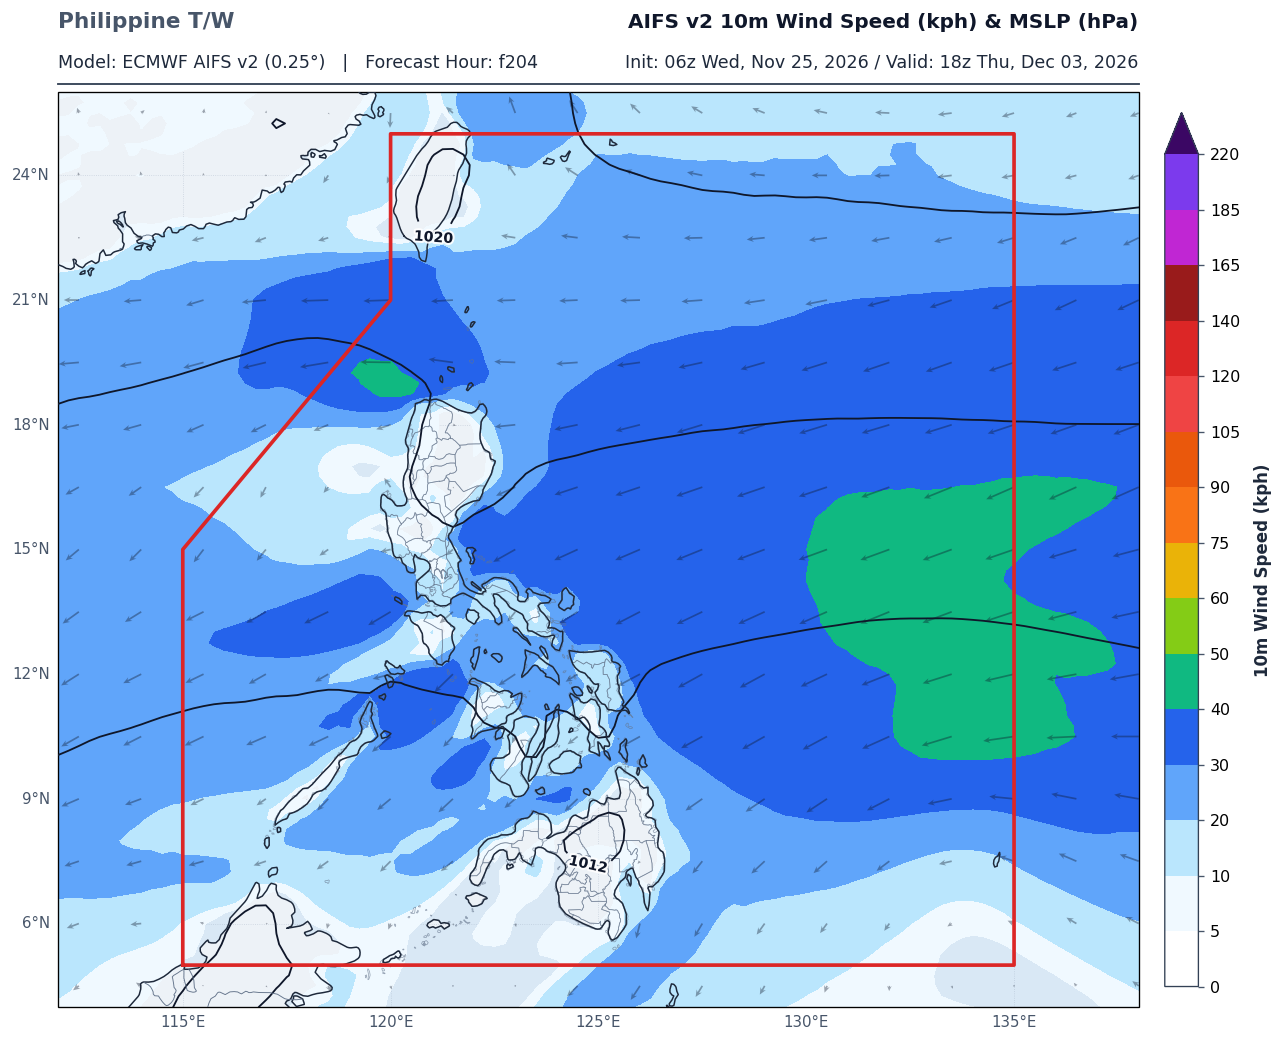 Philippine T/W
AIFS v2 10m Wind Speed (kph) & MSLP (hPa)
Model: ECMWF AIFS v2 (0.25°) | Forecast Hour: f204
Init: 06z Wed, Nov 25, 2026 / Valid: 18z Thu, Dec 03, 2026
24°N
21°N
18°N
15°N
12°N
9°N
6°N
1020
1012
115°E
120°E
125°E
130°E
135°E
220
185
165
140
120
105
90
75
60
50
40
30
20
10
5
0
10m Wind Speed (kph)